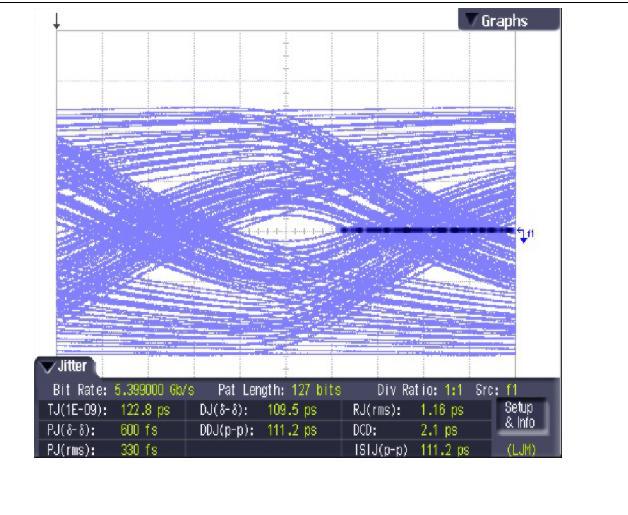 Graphs
f1
Jitter
Bit Rate: 5.399000 Gb/s Pat Length: 127 bits Div Ratio: 1:1 Src: f1
TJ(1E-09): 122.8 ps DJ(δ-δ): 109.5 ps RJ(rms): 1.16 ps Setup & Info
PJ(δ-δ): 600 fs DDJ(p-p): 111.2 ps DCD: 2.1 ps
PJ(rms): 330 fs ISIJ(p-p) 111.2 ps (LJM)